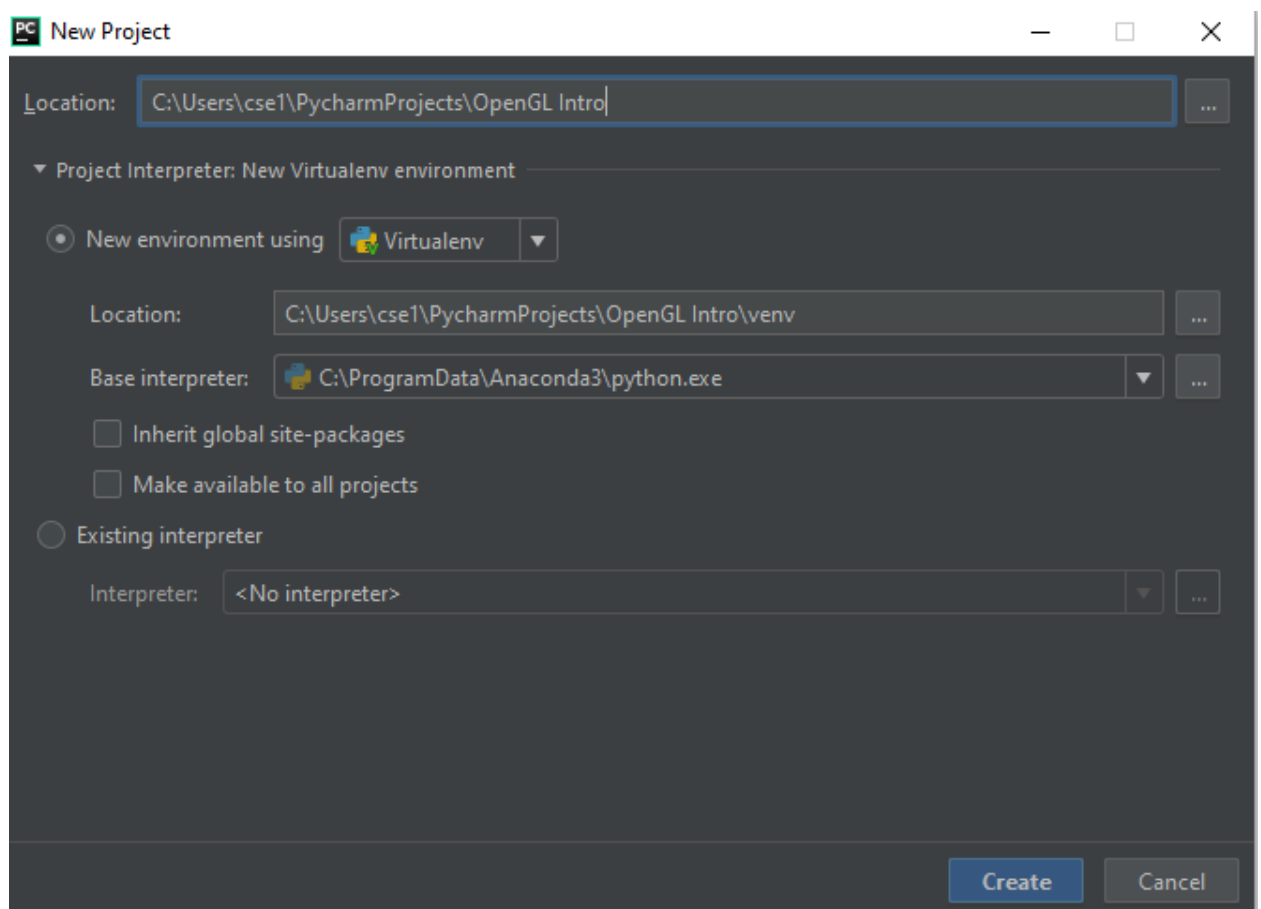 PC New Project
Location: C:\Users\cse1\PycharmProjects\OpenGL Intro ...
Project Interpreter: New Virtualenv environment
New environment using Virtualenv
Location: C:\Users\cse1\PycharmProjects\OpenGL Intro\venv ...
Base interpreter: C:\ProgramData\Anaconda3\python.exe ...
Inherit global site-packages
Make available to all projects
Existing interpreter
Interpreter: <No interpreter> ...
Create Cancel